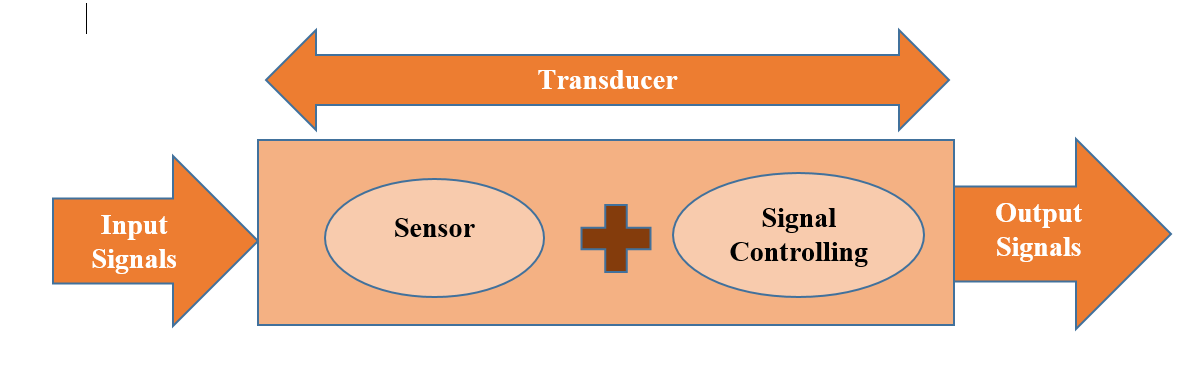 Transducer
Input
Signals
Sensor
Signal
Controlling
Output
Signals